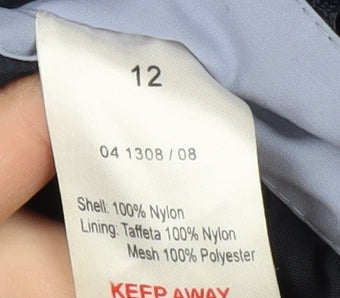 12
04 1308 / 08
Shell: 100% Nylon
Lining: Taffeta 100% Nylon
Mesh 100% Polyester
KEEP AWAY